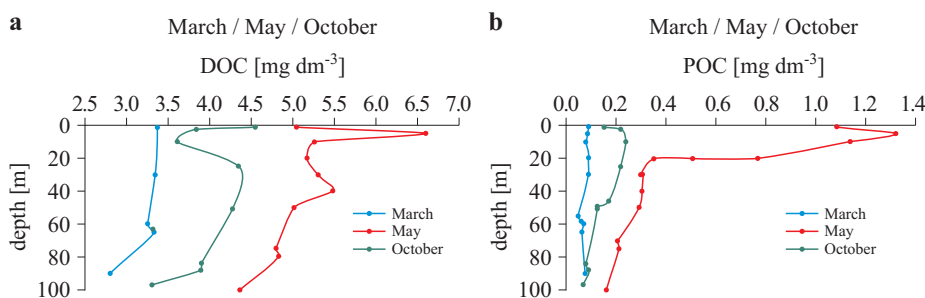 a
March / May / October
DOC [mg dm-3]
2.5 3.0 3.5 4.0 4.5 5.0 5.5 6.0 6.5 7.0
0
20
40
60
80
100
depth [m]
March
May
October
b
March / May / October
POC [mg dm-3]
0.0 0.2 0.4 0.6 0.8 1.0 1.2 1.4
0
20
40
60
80
100
depth [m]
March
May
October